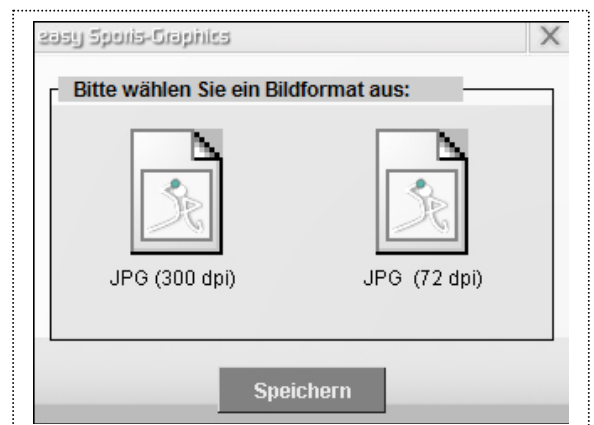 easy Sports-Graphics
Bitte wählen Sie ein Bildformat aus:
JPG (300 dpi)
JPG (72 dpi)
Speichern